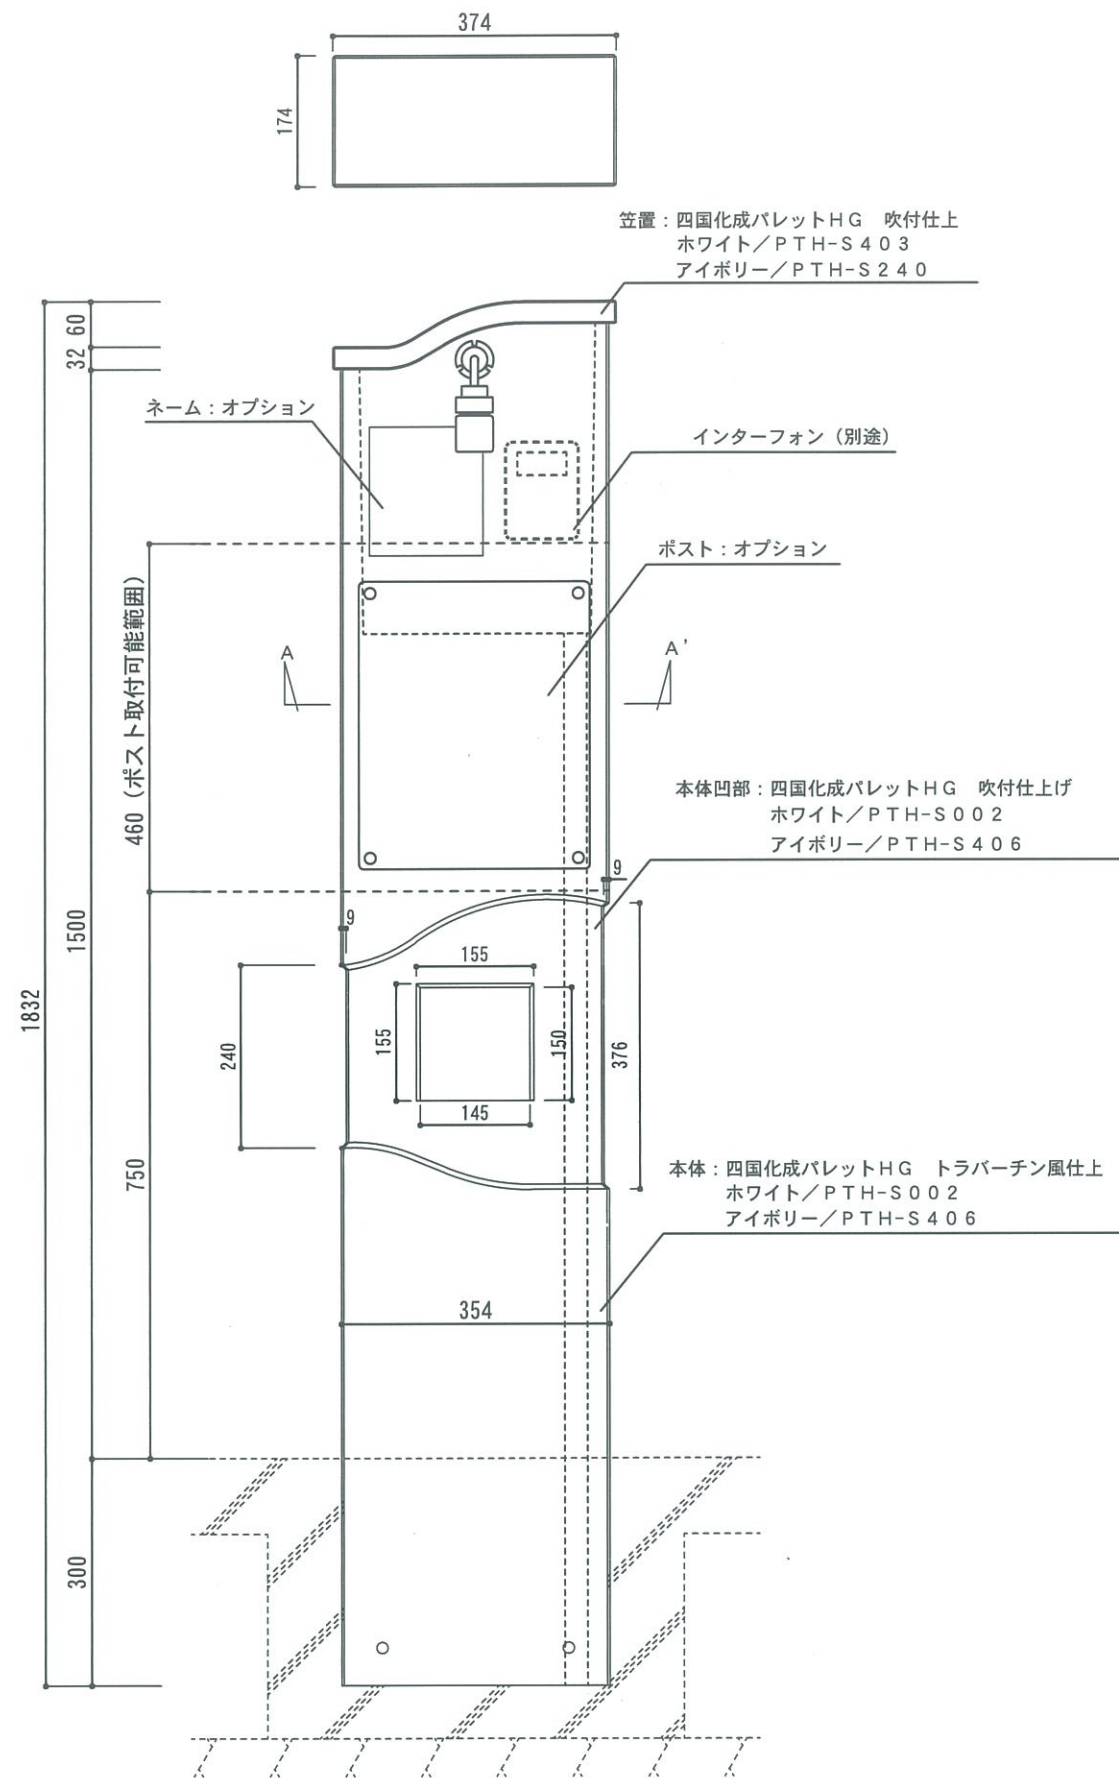 374
174
笠置：四国化成パレットＨＧ　吹付仕上
ホワイト／ＰＴＨ-Ｓ４０３
アイボリー／ＰＴＨ-Ｓ２４０
60
32
ネーム：オプション
インターフォン（別途）
ポスト：オプション
460（ポスト取付可能範囲）
A
A'
本体凹部：四国化成パレットＨＧ　吹付仕上げ
ホワイト／ＰＴＨ-Ｓ００２
アイボリー／ＰＴＨ-Ｓ４０６
9
9
1500
1832
155
155
150
145
240
376
750
本体：四国化成パレットＨＧ　トラバーチン風仕上
ホワイト／ＰＴＨ-Ｓ００２
アイボリー／ＰＴＨ-Ｓ４０６
354
300